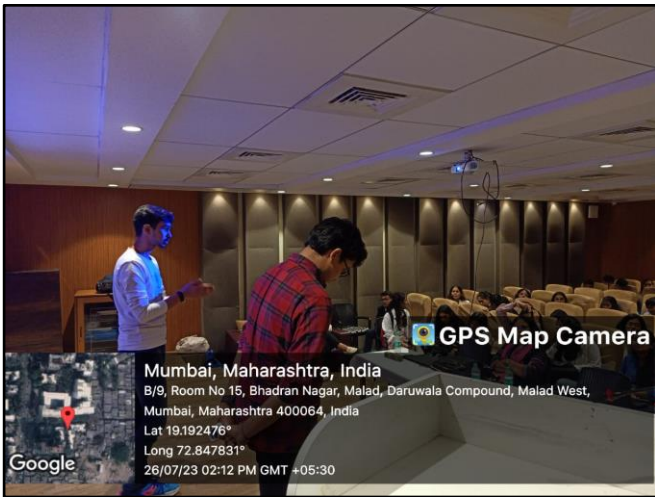 GPS Map Camera
Mumbai, Maharashtra, India
B/9, Room No 15, Bhadran Nagar, Malad, Daruwala Compound, Malad West,
Mumbai, Maharashtra 400064, India
Lat 19.192476°
Long 72.847831°
26/07/23 02:12 PM GMT +05:30
Google